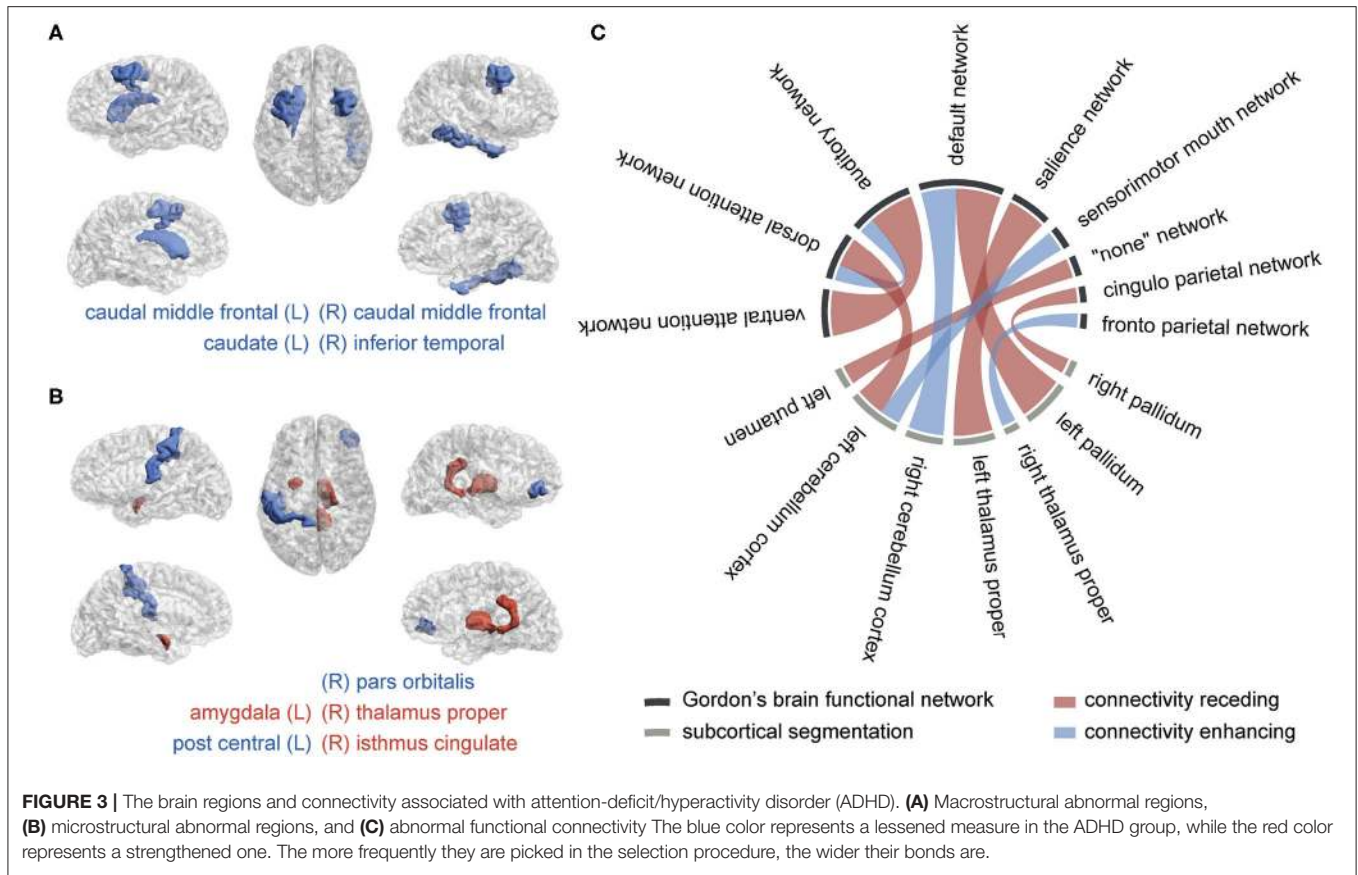 A
caudal middle frontal (L) (R) caudal middle frontal
caudate (L) (R) inferior temporal
B
(R) pars orbitalis
amygdala (L) (R) thalamus proper
post central (L) (R) isthmus cingulate
C
ventral attention network
dorsal attention network
auditory network
default network
salience network
sensorimotor mouth network
"none" network
cingulo parietal network
fronto parietal network
right pallidum
left pallidum
right thalamus proper
left thalamus proper
right cerebellum cortex
left cerebellum cortex
left putamen
Gordon's brain functional network
subcortical segmentation
connectivity receding
connectivity enhancing
FIGURE 3 | The brain regions and connectivity associated with attention-deficit/hyperactivity disorder (ADHD). (A) Macrostructural abnormal regions,
(B) microstructural abnormal regions, and (C) abnormal functional connectivity The blue color represents a lessened measure in the ADHD group, while the red color
represents a strengthened one. The more frequently they are picked in the selection procedure, the wider their bonds are.